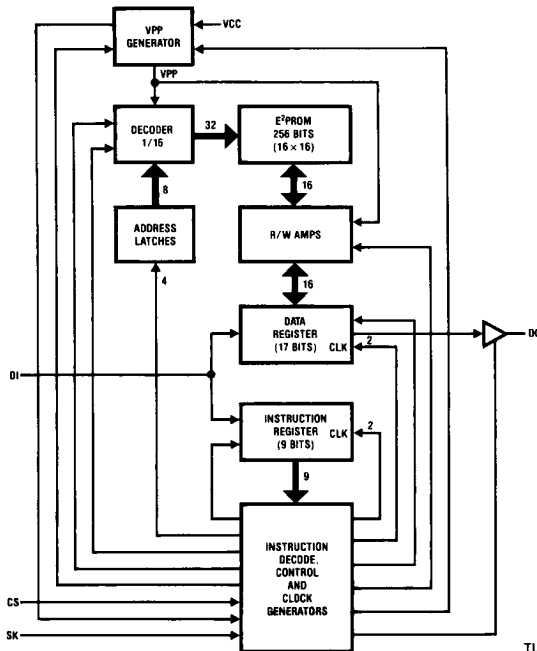 VPP
GENERATOR
VCC
VPP
DECODER
1/16
32
E²PROM
256 BITS
(16 × 16)
8
16
ADDRESS
LATCHES
R/W AMPS
4
16
DATA
REGISTER
(17 BITS)
CLK
2
DO
DI
INSTRUCTION
REGISTER
(9 BITS)
CLK
2
9
INSTRUCTION
DECODE,
CONTROL
AND
CLOCK
GENERATORS
CS
SK
TL